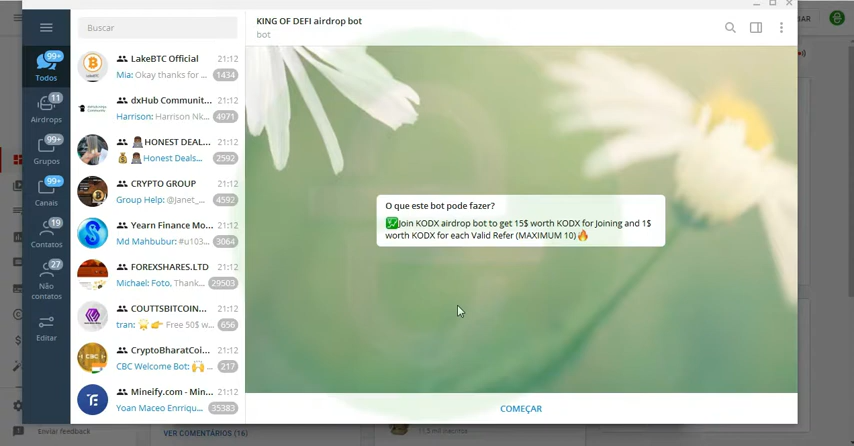 KING OF DEFI airdrop bot
bot
Buscar
99+
Todos
11
Airdrops
99+
Grupos
99+
Canais
19
Contatos
27
Não
contatos
Editar
LakeBTC Official 21:12
Mia: Okay thanks for ... 1434
dxHub Communit... 21:12
Harrison: Harrison Nk... 4971
HONEST DEAL... 21:12
💰 Honest Deals... 2592
CRYPTO GROUP 21:12
Group Help: @Janet_... 4592
Yearn Finance Mo... 21:12
Md Mahbubur: #u103... 3064
FOREXSHARES.LTD 21:12
Michael: Foto, Thank... 29503
COUTTSBITCOIN... 21:12
tran: 👉 Free 50$ w... 656
CryptoBharatCoi... 21:12
CBC Welcome Bot: 🙌 ... 217
Mineify.com - Min... 21:12
Yoan Maceo Enrriqu... 35383
O que este bot pode fazer?
✅Join KODX airdrop bot to get 15$ worth KODX for Joining and 1$
worth KODX for each Valid Refer (MAXIMUM 10)🔥
COMEÇAR
Enviar feedback
VER COMENTÁRIOS (16)